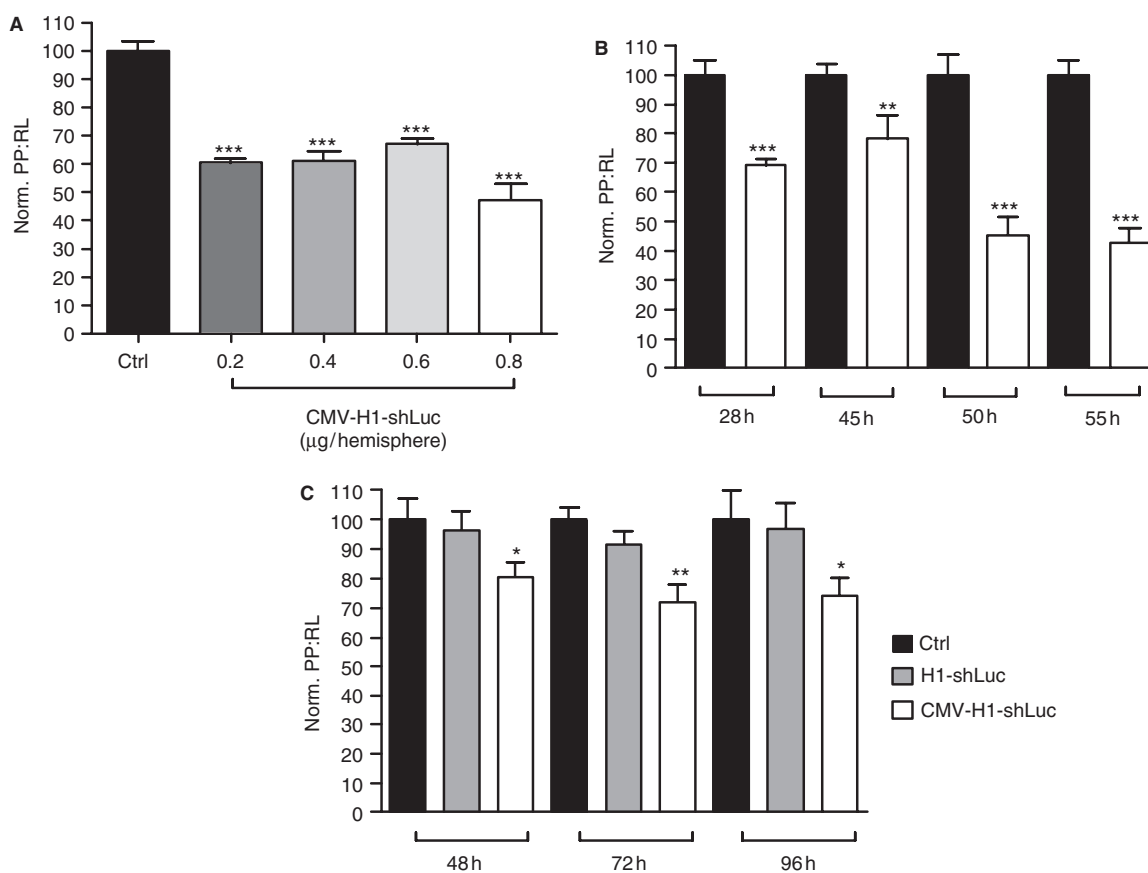 A
110
100
90
80
70
60
50
40
30
20
10
0
Norm. PP:RL
***
***
***
***
Ctrl
0.2
0.4
0.6
0.8
CMV-H1-shLuc
(µg/hemisphere)
B
110
100
90
80
70
60
50
40
30
20
10
0
Norm. PP:RL
***
**
***
***
28 h
45 h
50 h
55 h
C
110
100
90
80
70
60
50
40
30
20
10
0
Norm. PP:RL
*
**
*
48 h
72 h
96 h
Ctrl
H1-shLuc
CMV-H1-shLuc